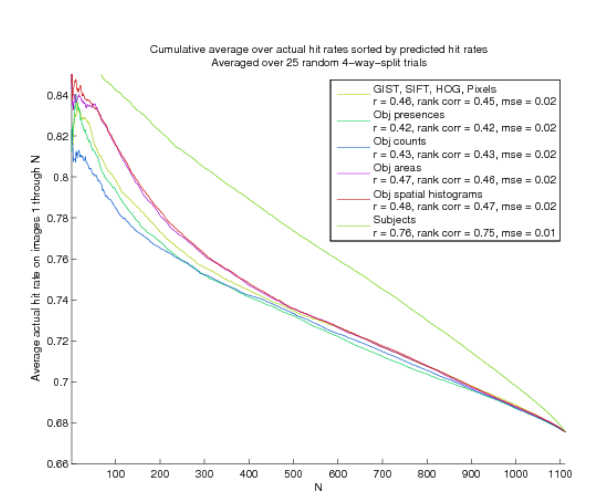 Cumulative average over actual hit rates sorted by predicted hit rates
Averaged over 25 random 4-way-split trials
GIST, SIFT, HOG, Pixels
r = 0.46, rank corr = 0.45, mse = 0.02
Obj presences
r = 0.42, rank corr = 0.42, mse = 0.02
Obj counts
r = 0.43, rank corr = 0.43, mse = 0.02
Obj areas
r = 0.47, rank corr = 0.46, mse = 0.02
Obj spatial histograms
r = 0.48, rank corr = 0.47, mse = 0.02
Subjects
r = 0.76, rank corr = 0.75, mse = 0.01
Average actual hit rate on images 1 through N
0.84
0.82
0.8
0.78
0.76
0.74
0.72
0.7
0.68
0.66
100 200 300 400 500 600 700 800 900 1000 1100
N